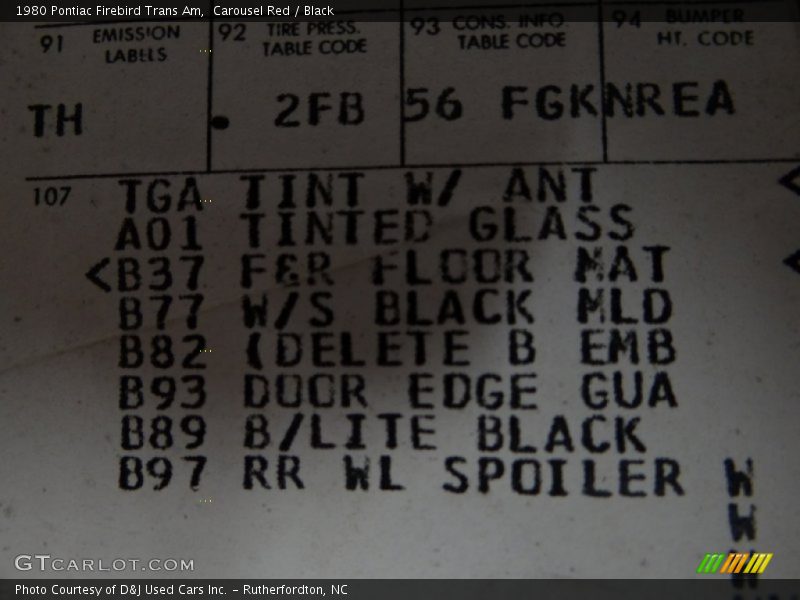 1980 Pontiac Firebird Trans Am, Carousel Red / Black
91 EMISSION LABELS 92 TIRE PRESS. TABLE CODE 93 CONS. INFO. TABLE CODE 94 BUMPER HT. CODE
TH . 2FB 56 FGKNREA
107 TGA TINT W/ ANT <
A01 TINTED GLASS
<B37 F&R FLOOR MAT <
B77 W/S BLACK MLD
B82 (DELETE B EMB
B93 DOOR EDGE GUA
B89 B/LITE BLACK
B97 RR WL SPOILER W
W
W
GTCARLOT.COM
Photo Courtesy of D&J Used Cars Inc. – Rutherfordton, NC